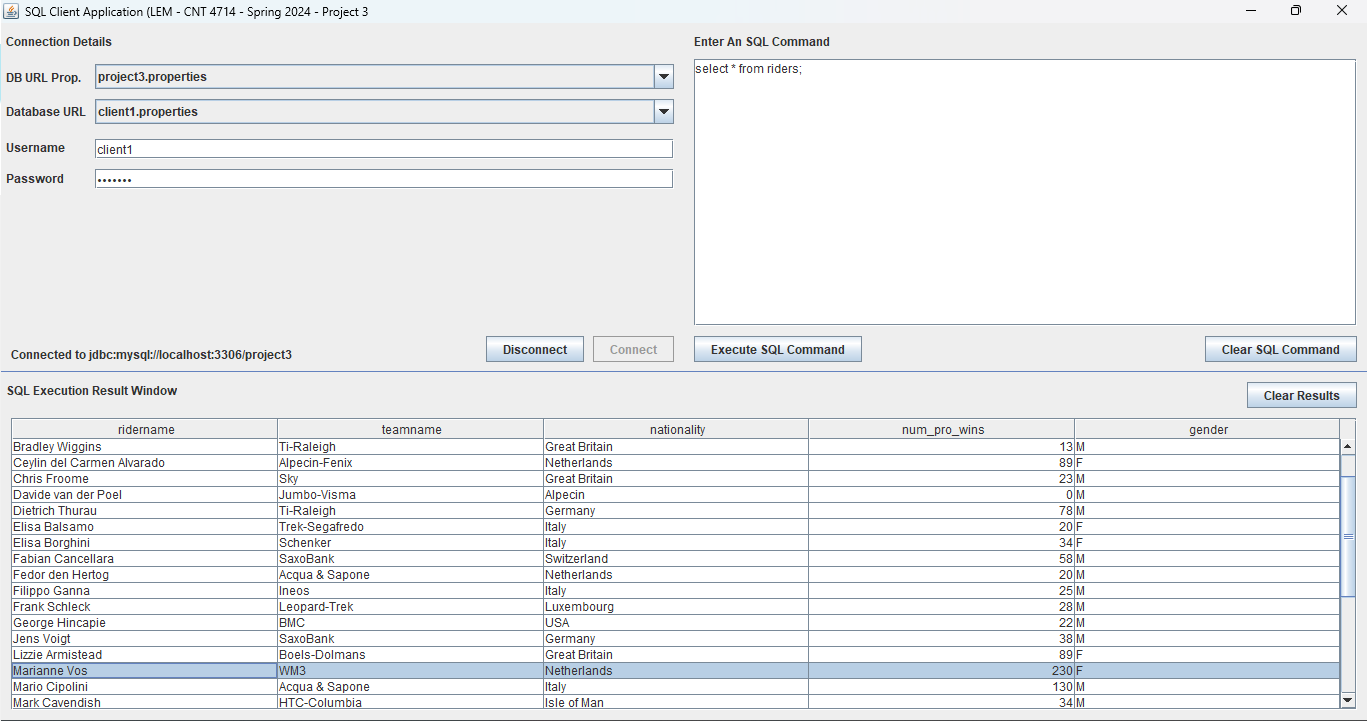 SQL Client Application (LEM - CNT 4714 - Spring 2024 - Project 3
Connection Details
DB URL Prop. project3.properties
Database URL client1.properties
Username client1
Password •••••••
Connected to jdbc:mysql://localhost:3306/project3
Disconnect Connect
Enter An SQL Command
select * from riders;
Execute SQL Command Clear SQL Command
SQL Execution Result Window
Clear Results
ridername teamname nationality num_pro_wins gender
Bradley Wiggins Ti-Raleigh Great Britain 13 M
Ceylin del Carmen Alvarado Alpecin-Fenix Netherlands 89 F
Chris Froome Sky Great Britain 23 M
Davide van der Poel Jumbo-Visma Alpecin 0 M
Dietrich Thurau Ti-Raleigh Germany 78 M
Elisa Balsamo Trek-Segafredo Italy 20 F
Elisa Borghini Schenker Italy 34 F
Fabian Cancellara SaxoBank Switzerland 58 M
Fedor den Hertog Acqua & Sapone Netherlands 20 M
Filippo Ganna Ineos Italy 25 M
Frank Schleck Leopard-Trek Luxembourg 28 M
George Hincapie BMC USA 22 M
Jens Voigt SaxoBank Germany 38 M
Lizzie Armistead Boels-Dolmans Great Britain 89 F
Marianne Vos WM3 Netherlands 230 F
Mario Cipolini Acqua & Sapone Italy 130 M
Mark Cavendish HTC-Columbia Isle of Man 34 M